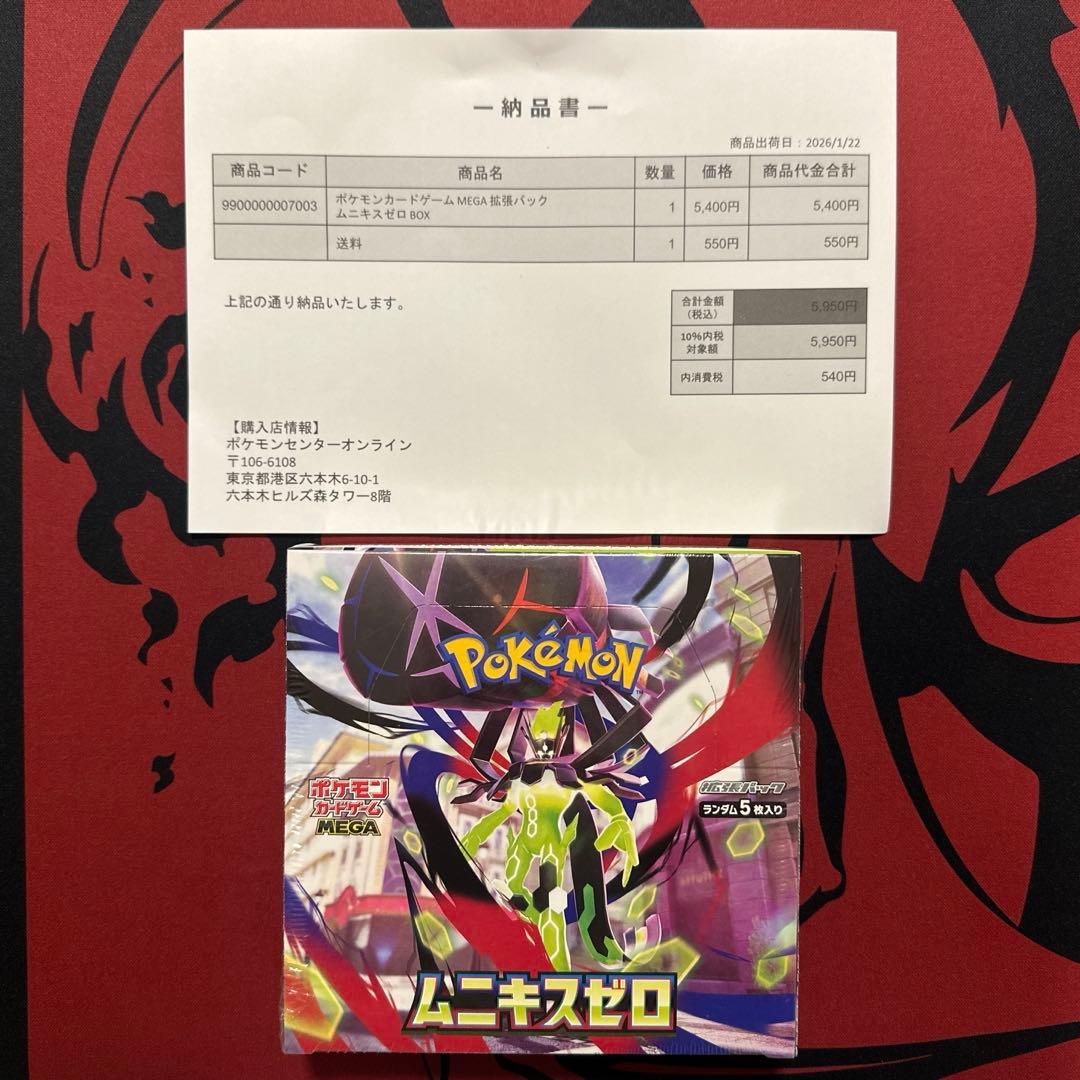 ー納品書ー
商品出荷日：2026/1/22
商品コード 商品名 数量 価格 商品代金合計
9900000007003 ポケモンカードゲーム MEGA 拡張パック 1 5,400円 5,400円
ムニキスゼロ BOX
送料 1 550円 550円
上記の通り納品いたします。
合計金額 5,950円
（税込）
10%内税 5,950円
対象額
内消費税 540円
【購入店情報】
ポケモンセンターオンライン
〒106-6108
東京都港区六本木6-10-1
六本木ヒルズ森タワー8階
POKéMON
TM
ポケモン
カードゲーム
MEGA
拡張パック
ランダム5枚入り
ムニキスゼロ